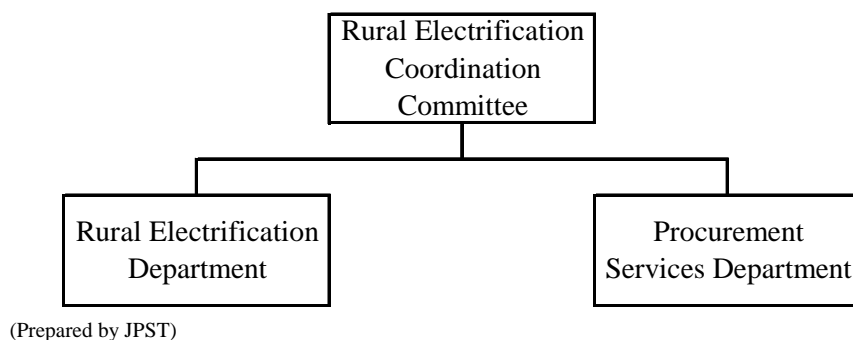 Rural Electrification
Coordination
Committee
Rural Electrification
Department
Procurement
Services Department
(Prepared by JPST)